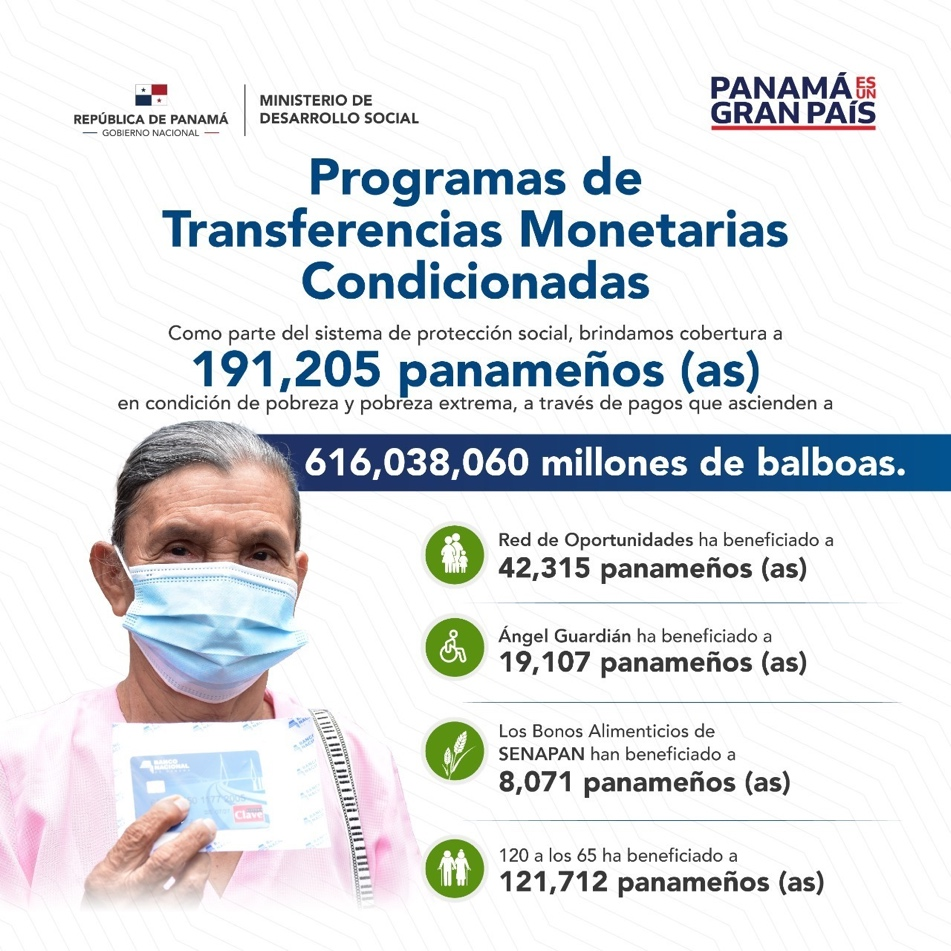 REPÚBLICA DE PANAMÁ
GOBIERNO NACIONAL
MINISTERIO DE
DESARROLLO SOCIAL
PANAMÁ ES UN
GRAN PAÍS
Programas de
Transferencias Monetarias
Condicionadas
Como parte del sistema de protección social, brindamos cobertura a
191,205 panameños (as)
en condición de pobreza y pobreza extrema, a través de pagos que ascienden a
616,038,060 millones de balboas.
Red de Oportunidades ha beneficiado a
42,315 panameños (as)
Ángel Guardián ha beneficiado a
19,107 panameños (as)
Los Bonos Alimenticios de
SENAPAN han beneficiado a
8,071 panameños (as)
120 a los 65 ha beneficiado a
121,712 panameños (as)
BANCO
NACIONAL
Clave